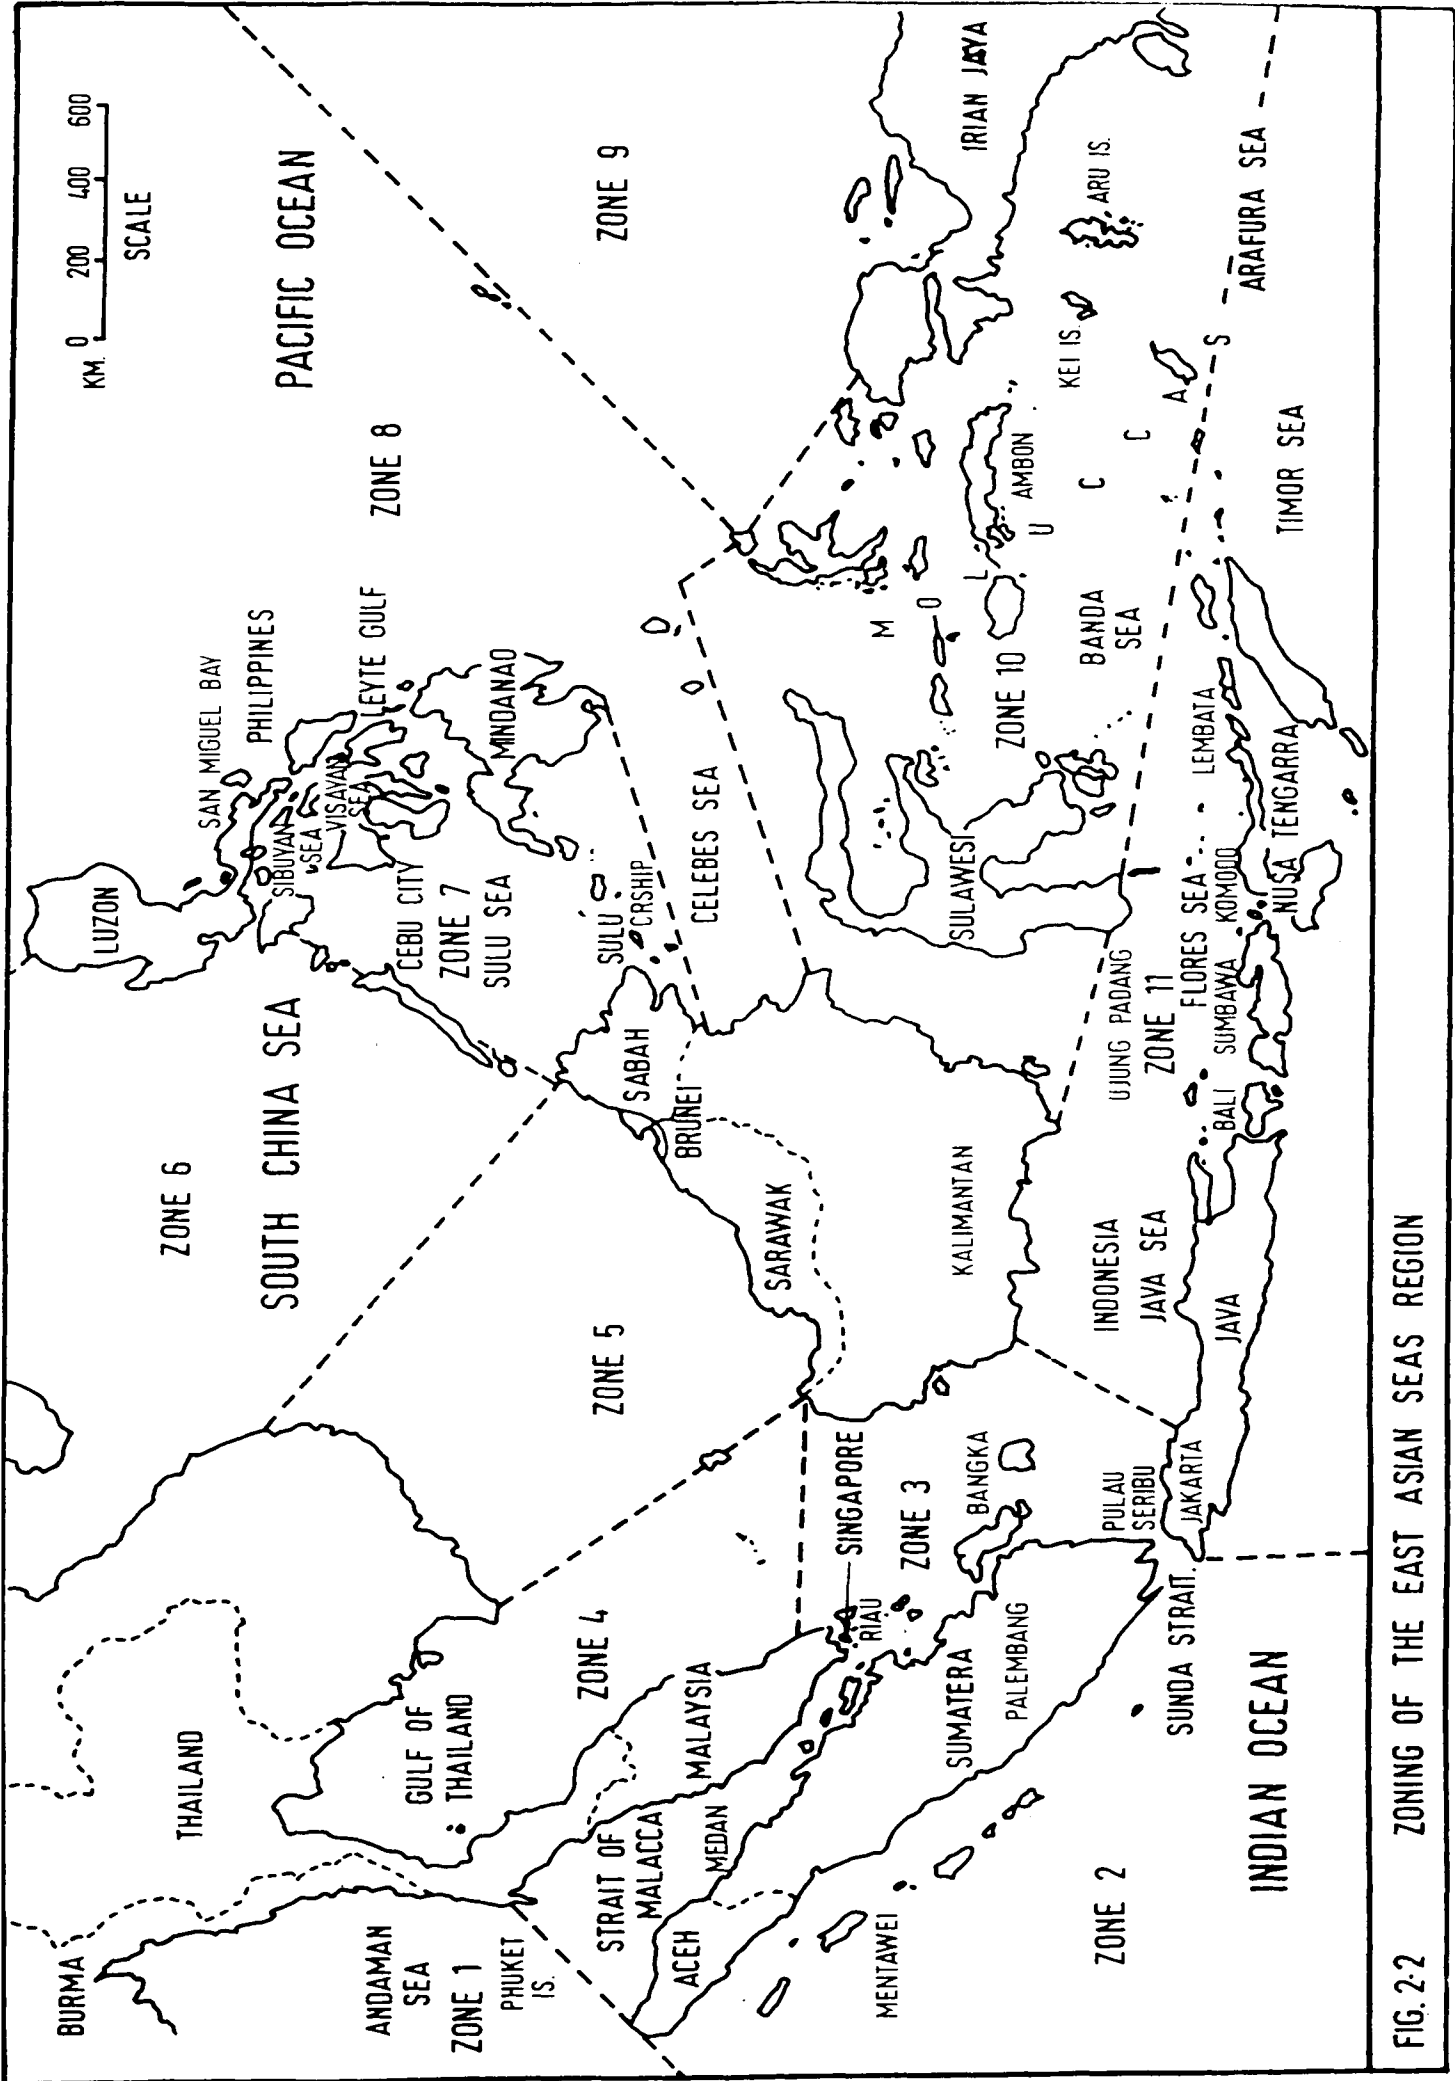 BURMA
THAILAND
ANDAMAN
SEA
ZONE 1
PHUKET
IS.
GULF OF
THAILAND
STRAIT OF
MALACCA
MEDAN
ACEH
MALAYSIA
ZONE 4
MENTAWEI
ZONE 2
INDIAN OCEAN
SUMATERA
PALEMBANG
SUNDA STRAIT
RIAU
SINGAPORE
ZONE 3
BANGKA
PULAU
SERIBU
JAKARTA
ZONE 5
ZONE 6
SOUTH CHINA SEA
SARAWAK
BRUNEI
SABAH
KALIMANTAN
INDONESIA
JAVA SEA
JAVA
BALI
SUMBAWA
KOMODO
FLORES SEA
ZONE 11
UJUNG PADANG
NUSA TENGARRA
LEMBATA
LUZON
SAN MIGUEL BAY
PHILIPPINES
LEYTE GULF
SIBUYAN
SEA
VISAYAN
SEA
CEBU CITY
ZONE 7
SULU SEA
MINDANAO
SULU
CRSHIP
CELEBES SEA
SULAWESI
ZONE 10
BANDA
SEA
MOLUCCAS
AMBON
KEI IS.
ARU IS.
IRIAN JAYA
ARAFURA SEA
TIMOR SEA
ZONE 8
ZONE 9
PACIFIC OCEAN
KM. 0 200 400 600
SCALE
FIG. 2·2 ZONING OF THE EAST ASIAN SEAS REGION